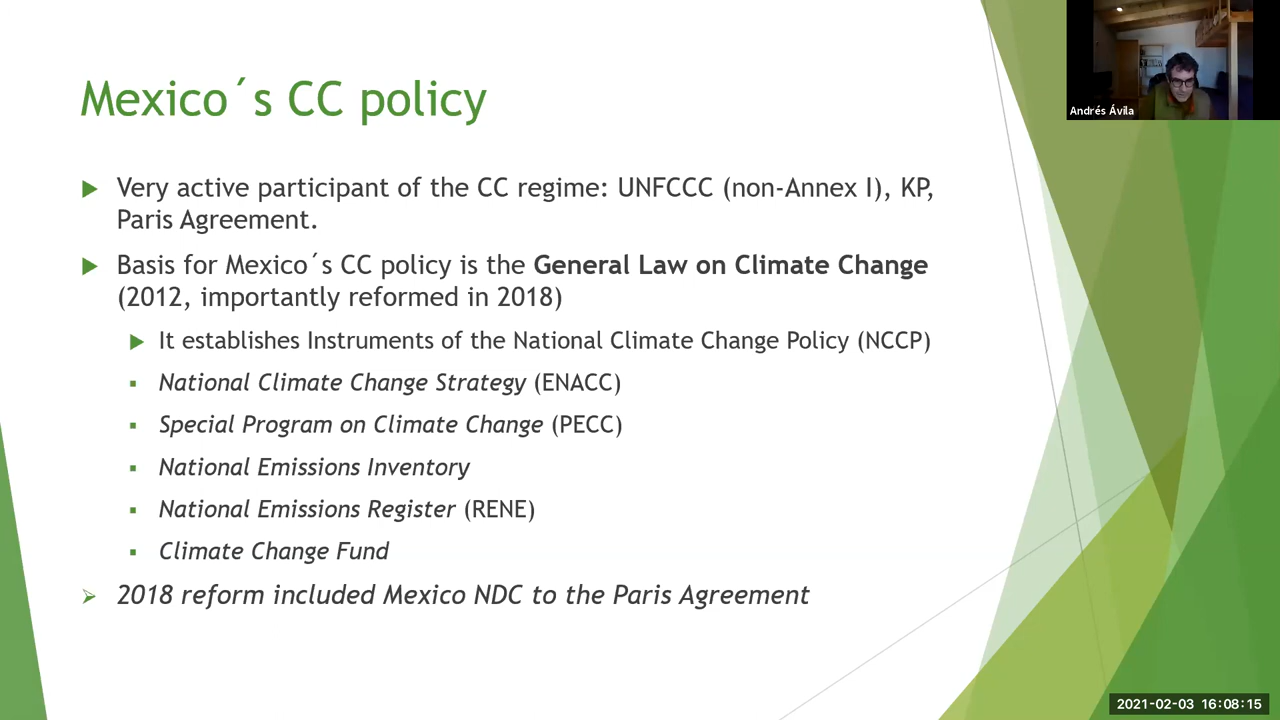 Mexico´s CC policy
Andrés Ávila
Very active participant of the CC regime: UNFCCC (non-Annex I), KP,
Paris Agreement.
Basis for Mexico´s CC policy is the General Law on Climate Change
(2012, importantly reformed in 2018)
It establishes Instruments of the National Climate Change Policy (NCCP)
National Climate Change Strategy (ENACC)
Special Program on Climate Change (PECC)
National Emissions Inventory
National Emissions Register (RENE)
Climate Change Fund
2018 reform included Mexico NDC to the Paris Agreement
2021-02-03 16:08:15